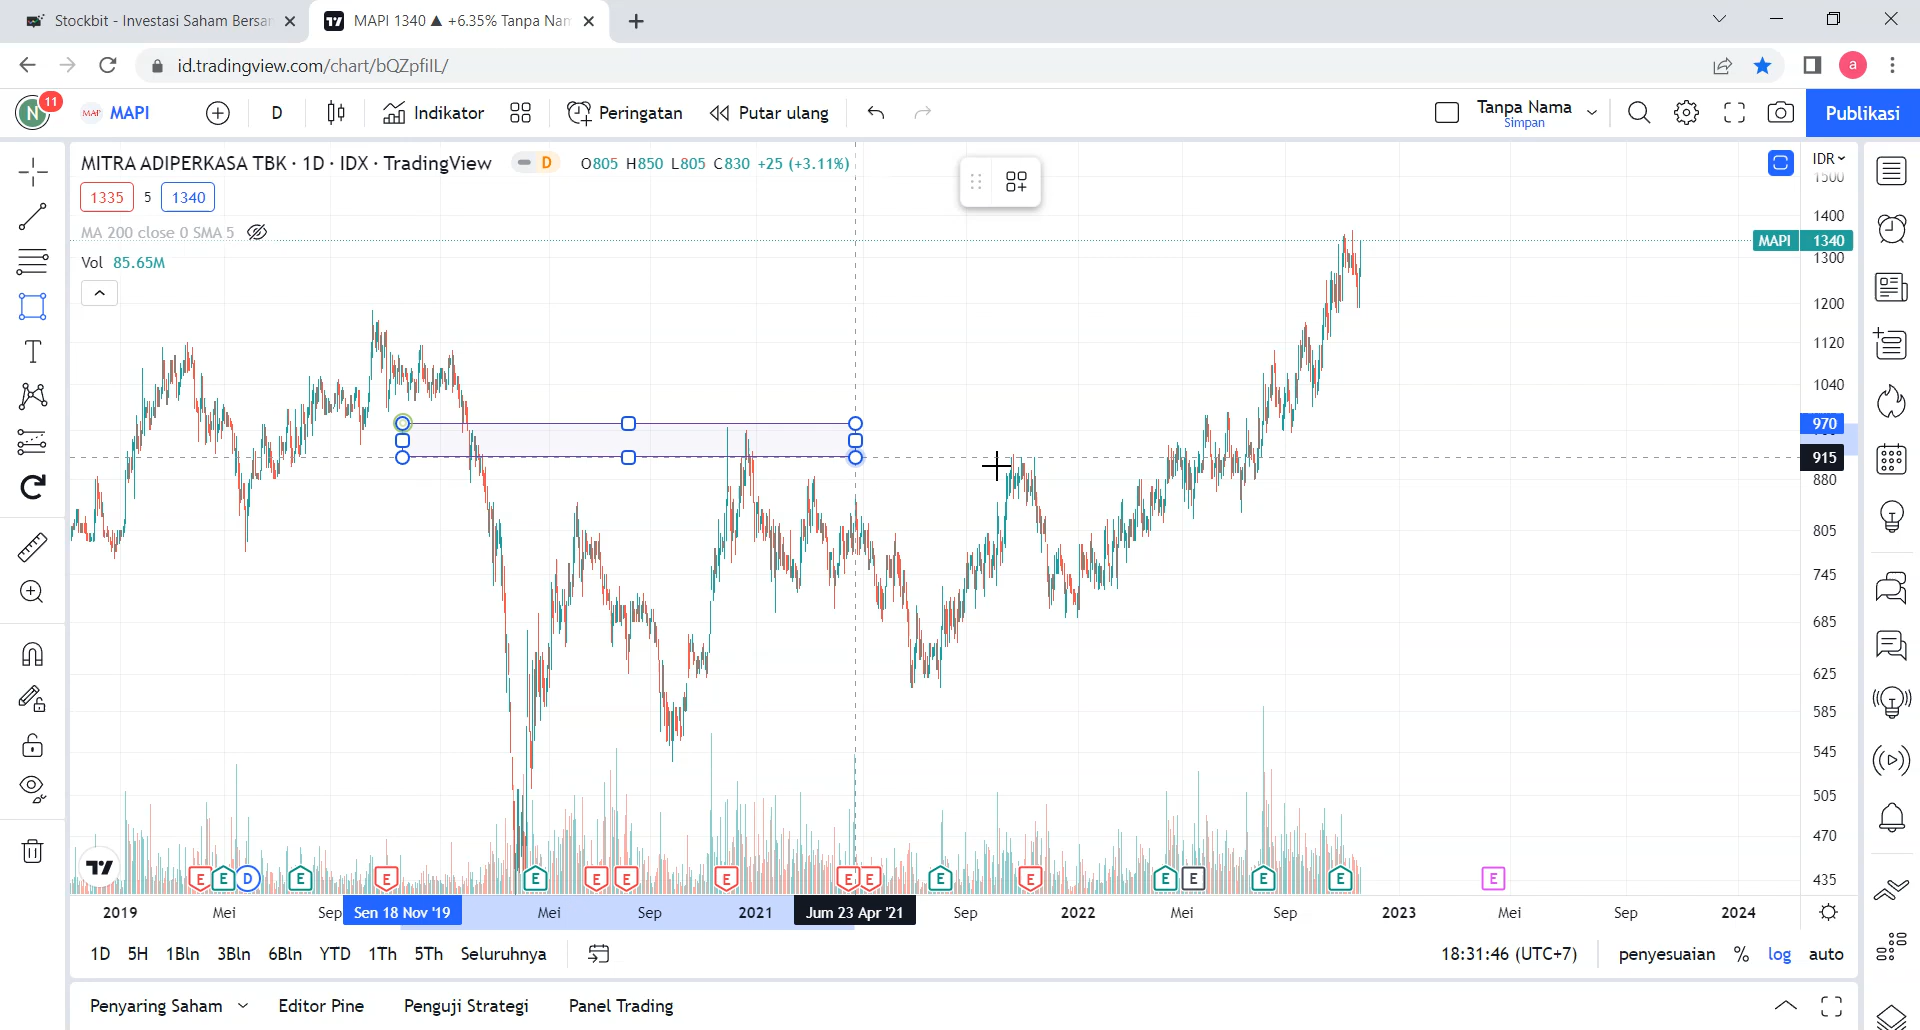 Stockbit - Investasi Saham Bersar
MAPI 1340 ▲ +6.35% Tanpa Nam
id.tradingview.com/chart/bQZpfiIL/
a
N 11
MAP MAPI
D
Indikator
Peringatan
Putar ulang
Tanpa Nama
Simpan
Publikasi
MITRA ADIPERKASA TBK · 1D · IDX · TradingView
D
O805 H850 L805 C830 +25 (+3.11%)
IDR
1335 5 1340
MA 200 close 0 SMA 5
Vol 85.65M
1500
1400
MAPI 1340
1300
1200
1120
1040
970
915
880
805
745
685
625
585
545
505
470
435
E E D E E E E E E E E E E E E E E E
2019 Mei Sep Sen 18 Nov '19 Mei Sep 2021 Jum 23 Apr '21 Sep 2022 Mei Sep 2023 Mei Sep 2024
1D 5H 1Bln 3Bln 6Bln YTD 1Th 5Th Seluruhnya
18:31:46 (UTC+7) penyesuaian % log auto
Penyaring Saham Editor Pine Penguji Strategi Panel Trading